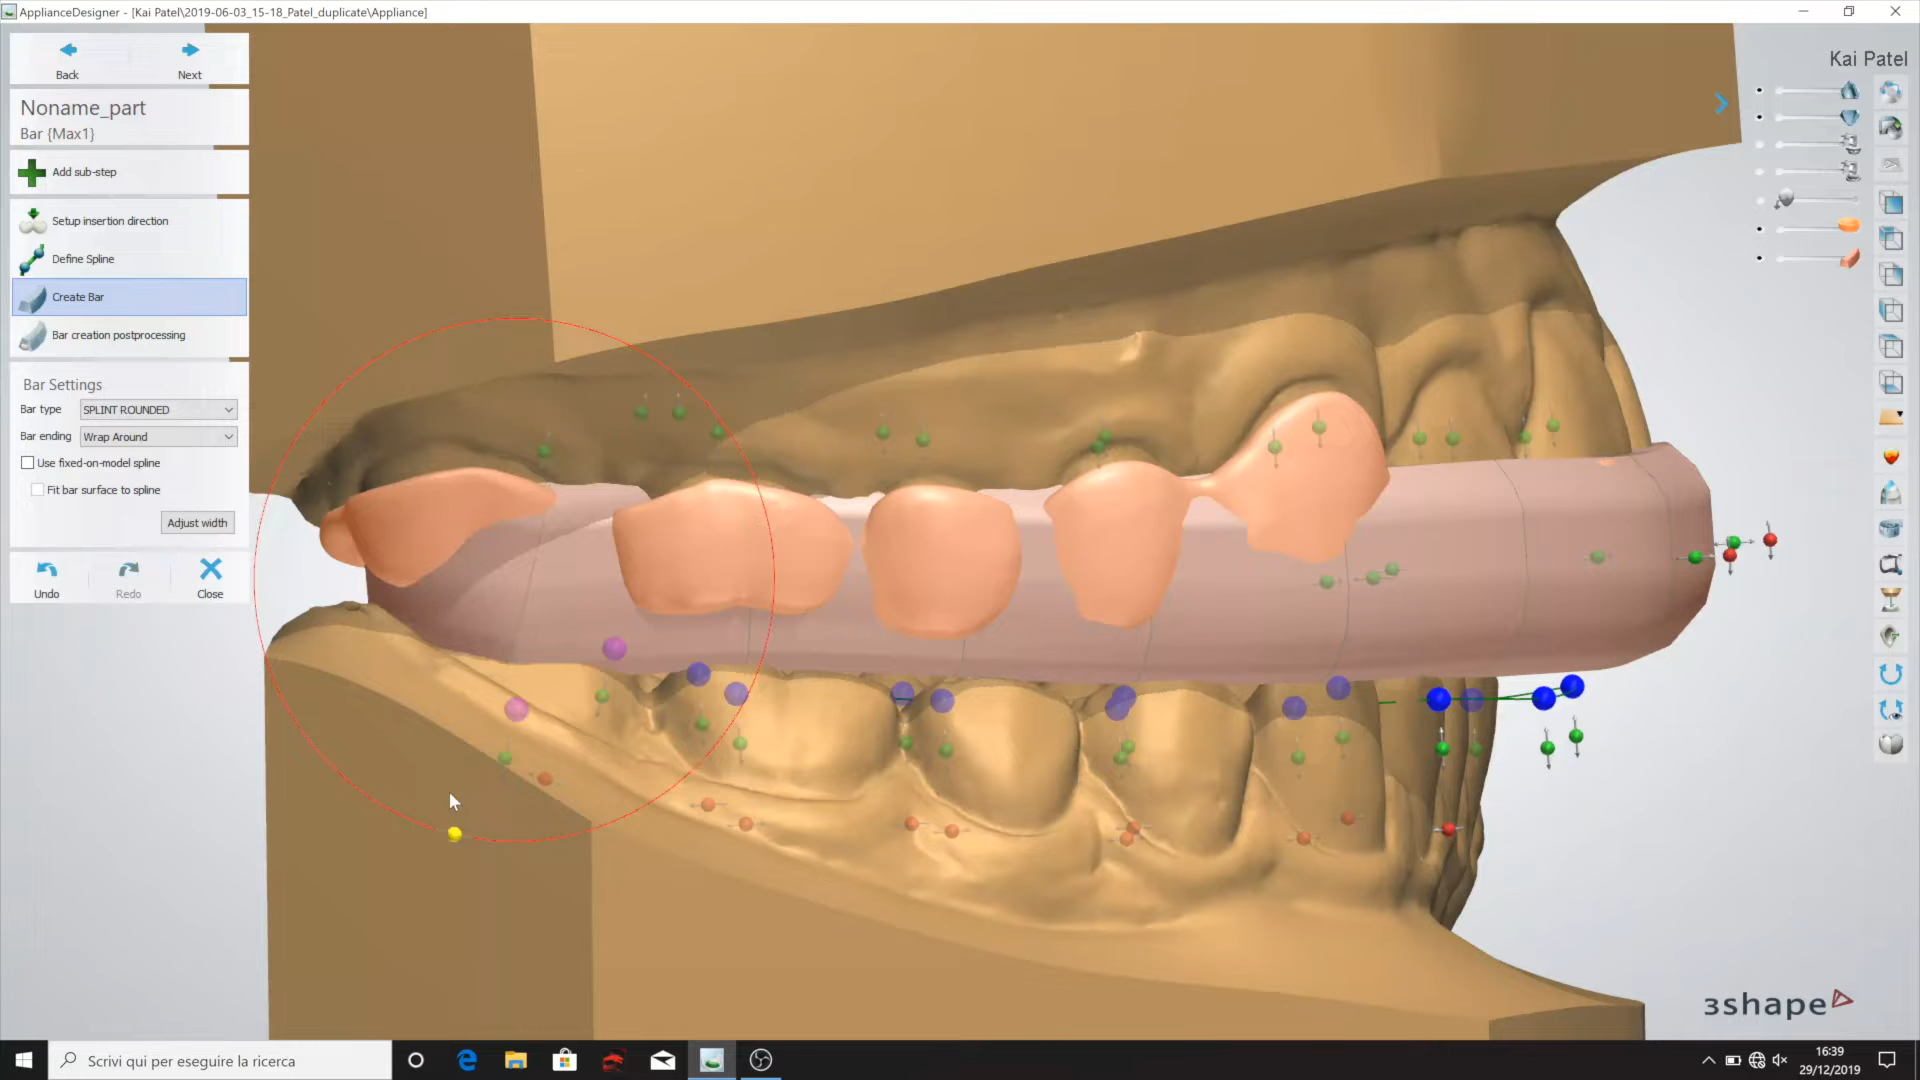 ApplianceDesigner - [Kai Patel\2019-06-03_15-18_Patel_duplicate\Appliance]
Back
Next
Kai Patel
Noname_part
Bar {Max1}
Add sub-step
Setup insertion direction
Define Spline
Create Bar
Bar creation postprocessing
Bar Settings
Bar type SPLINT ROUNDED
Bar ending Wrap Around
Use fixed-on-model spline
Fit bar surface to spline
Adjust width
Undo
Redo
Close
3shape
Scrivi qui per eseguire la ricerca
16:39
29/12/2019